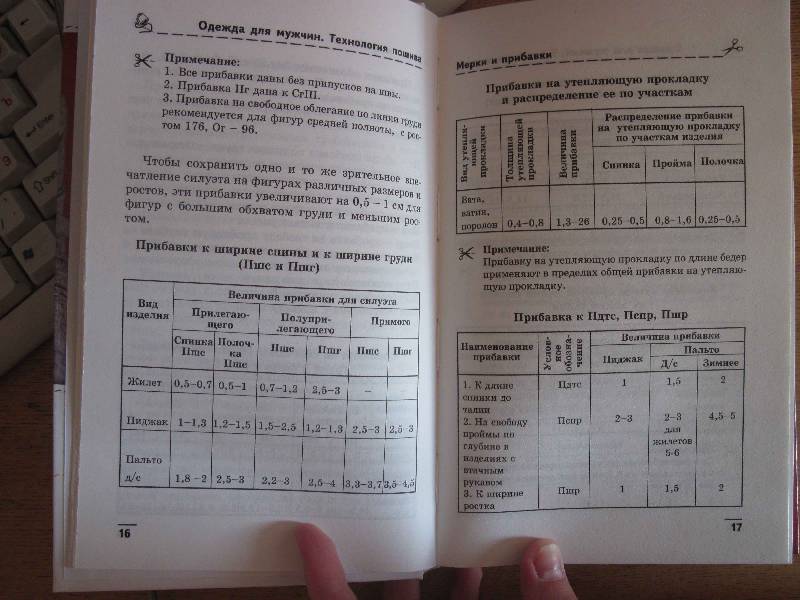 Одежда для мужчин. Технология пошива
Примечание:
1. Все прибавки даны без припусков на швы.
2. Прибавка Пг дана к СгIII.
3. Прибавка на свободное облегание по линии груди
рекомендуется для фигур средней полноты, с рос-
том 176, Ог – 96.
Чтобы сохранить одно и то же зрительное впе-
чатление силуэта на фигурах различных размеров и
ростов, эти прибавки увеличивают на 0,5 – 1 см для
фигур с большим обхватом груди и меньшим рос-
том.
Прибавки к ширине спины и к ширине груди
(Пшс и Пшг)
Вид изделия
Величина прибавки для силуэта
Прилегаю-щего Полупри-легающего Прямого
Спинка Пшс Полоч-ка Пшс Пшс Пшг Пшс Пшг
Жилет 0,5–0,7 0,5–1 0,7–1,2 2,5–3 – –
Пиджак 1–1,3 1,2–1,5 1,5–2,5 1,2–1,3 2,5–3 2,5–3
Пальто
д/с 1,8 –2 2,5–3 2,2–3 2,5–4 3,3–3,7 3,5–4,5
16
Мерки и прибавки
Прибавки на утепляющую прокладку
и распределение ее по участкам
Вид утепля-ющей прокладки
Толщина утепляющей прокладки
Величина прибавки
Распределение прибавки
на утепляющую прокладку
по участкам изделия
Спинка Пройма Полочка
Вата,
ватин,
поролон 0,4–0,8 1,3–26 0,25–0,5 0,8–1,6 0,25–0,5
Примечание:
Прибавку на утепляющую прокладку по длине бедер
применяют в пределах общей прибавки на утепляю-
щую прокладку.
Прибавка к Пдтс, Пспр, Пшр
Наименование прибавки
Услов-ное обозна-чение
Величина прибавки
Пиджак Пальто
Д/с Зимнее
1. К длине Пдтс 1 1,5 2
спинки до
талии
2. На свободу Пспр 2–3 2–3 4,5–5
проймы по для
глубине в жилетов
изделиях с 5-6
втачным
рукавом
3. К ширине Пшр 1 1,5 2
ростка
17
Enter
Shift